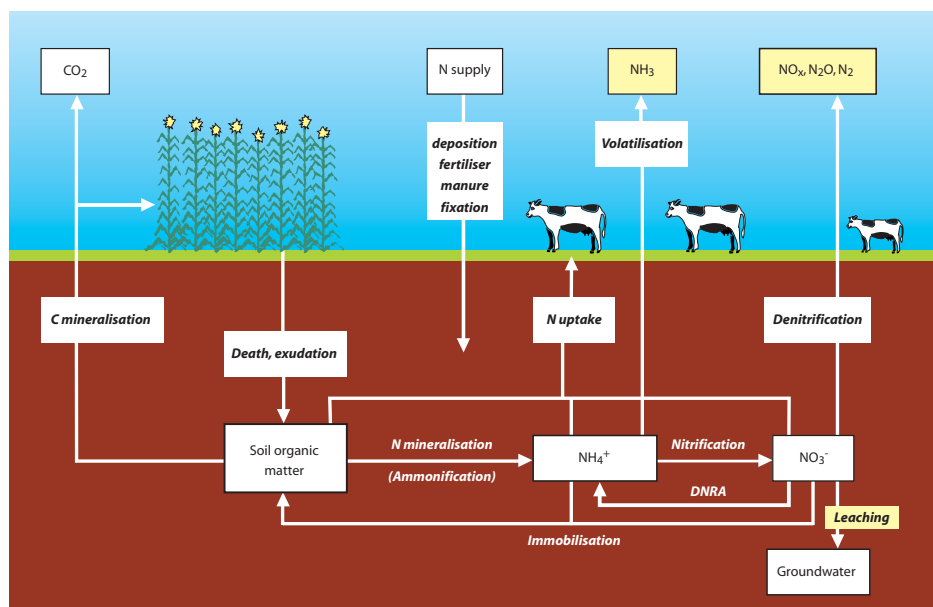 CO₂
N supply
NH₃
NOₓ, N₂O, N₂
deposition
fertiliser
manure
fixation
Volatilisation
C mineralisation
Death, exudation
N uptake
Denitrification
Soil organic
matter
N mineralisation
(Ammonification)
NH₄⁺
Nitrification
NO₃⁻
DNRA
Leaching
Immobilisation
Groundwater